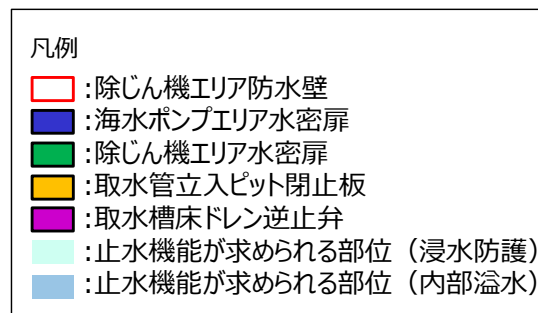 凡例
:除じん機エリア防水壁
:海水ポンプエリア水密扉
:除じん機エリア水密扉
:取水管立入ピット閉止板
:取水槽床ドレン逆止弁
:止水機能が求められる部位（浸水防護）
:止水機能が求められる部位（内部溢水）